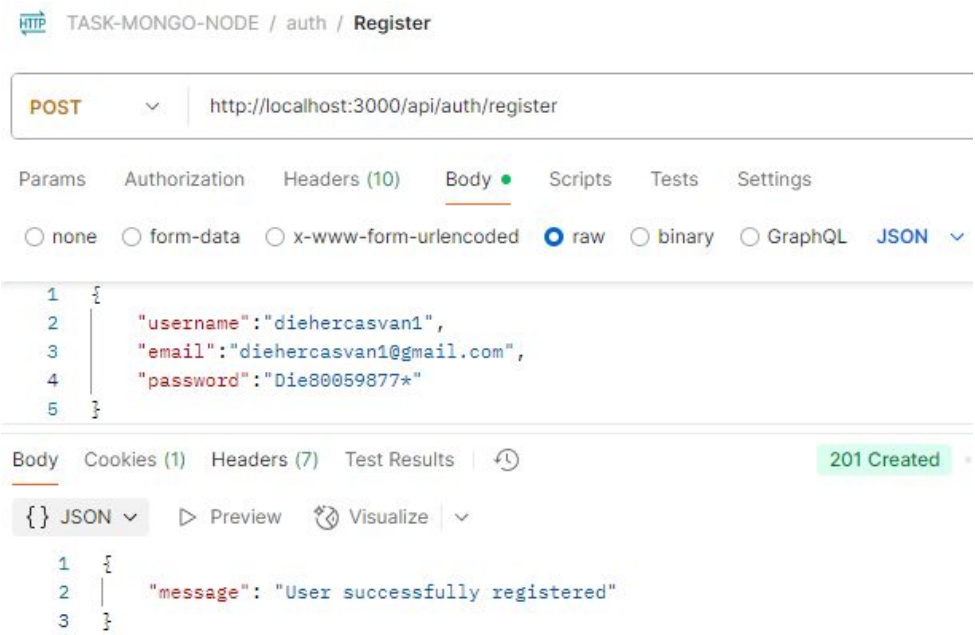 HTTP TASK-MONGO-NODE / auth / Register
POST http://localhost:3000/api/auth/register
Params Authorization Headers (10) Body Scripts Tests Settings
none form-data x-www-form-urlencoded raw binary GraphQL JSON
1 {
2 "username":"diehercasvan1",
3 "email":"diehercasvan1@gmail.com",
4 "password":"Die80059877*"
5 }
Body Cookies (1) Headers (7) Test Results 201 Created
{} JSON Preview Visualize
1 {
2 "message": "User successfully registered"
3 }